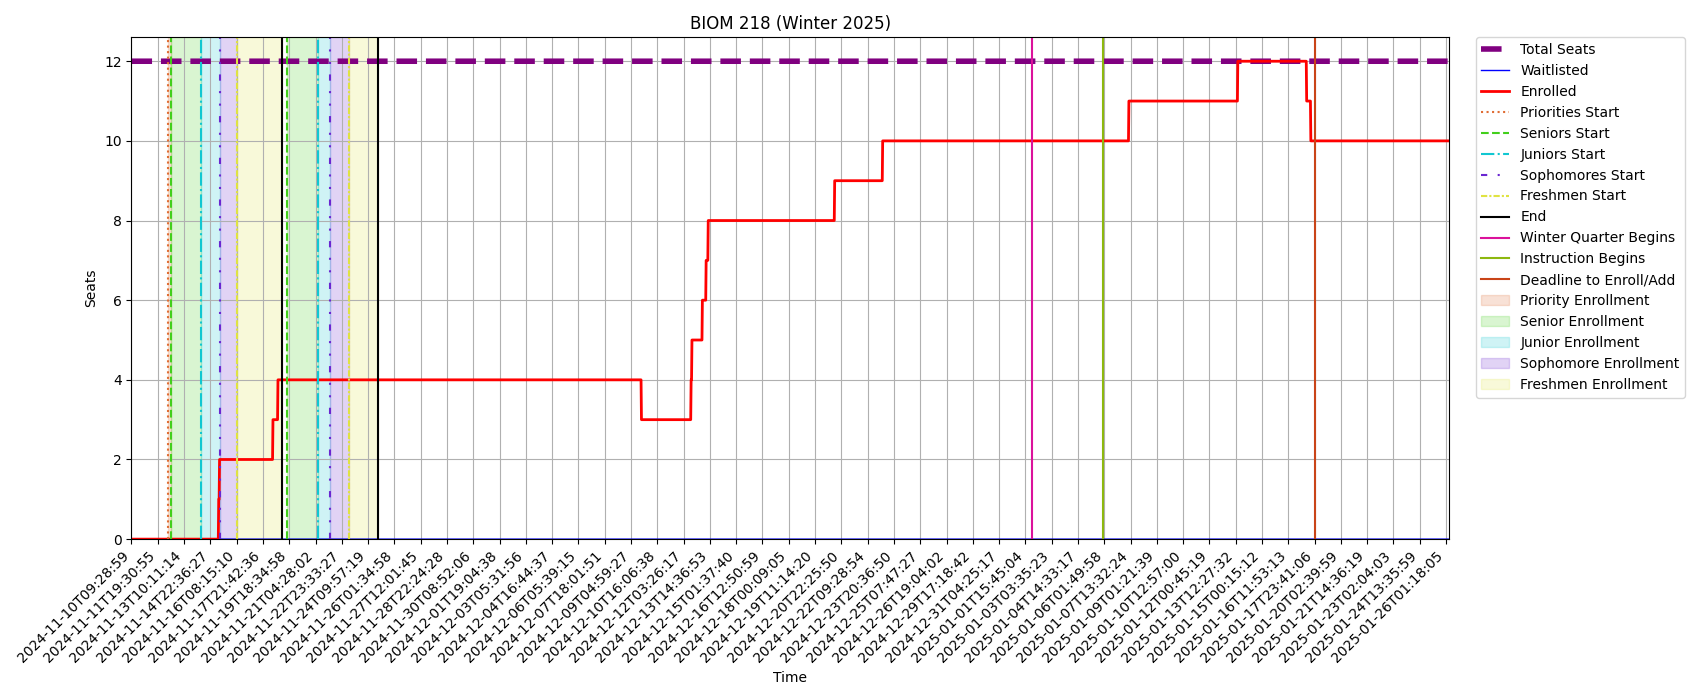 BIOM 218 (Winter 2025)
Seats
12
10
8
6
4
2
0
2024-11-10T09:28:59
2024-11-11T19:30:55
2024-11-13T10:11:14
2024-11-14T22:36:27
2024-11-16T08:15:10
2024-11-17T21:42:36
2024-11-19T18:34:58
2024-11-21T04:28:02
2024-11-22T22:33:27
2024-11-24T09:57:19
2024-11-26T01:34:58
2024-11-27T12:01:45
2024-11-28T22:24:28
2024-11-30T08:52:06
2024-12-01T19:04:38
2024-12-03T05:31:56
2024-12-04T16:44:37
2024-12-06T05:39:15
2024-12-07T18:01:51
2024-12-09T04:59:27
2024-12-10T16:06:38
2024-12-12T03:26:17
2024-12-13T14:36:53
2024-12-15T01:37:40
2024-12-16T12:50:59
2024-12-18T00:09:05
2024-12-19T11:14:20
2024-12-20T22:25:50
2024-12-22T09:28:54
2024-12-23T20:36:50
2024-12-25T07:47:27
2024-12-26T19:04:02
2024-12-29T17:18:42
2024-12-31T04:25:17
2025-01-01T15:45:04
2025-01-03T03:35:23
2025-01-04T14:33:17
2025-01-06T01:49:58
2025-01-07T13:32:24
2025-01-09T01:21:39
2025-01-10T12:57:00
2025-01-12T00:45:19
2025-01-13T12:27:32
2025-01-15T00:15:12
2025-01-16T11:53:13
2025-01-17T23:41:06
2025-01-20T02:39:59
2025-01-21T14:36:19
2025-01-23T02:04:03
2025-01-24T13:35:59
2025-01-26T01:18:05
Time
Total Seats
Waitlisted
Enrolled
Priorities Start
Seniors Start
Juniors Start
Sophomores Start
Freshmen Start
End
Winter Quarter Begins
Instruction Begins
Deadline to Enroll/Add
Priority Enrollment
Senior Enrollment
Junior Enrollment
Sophomore Enrollment
Freshmen Enrollment